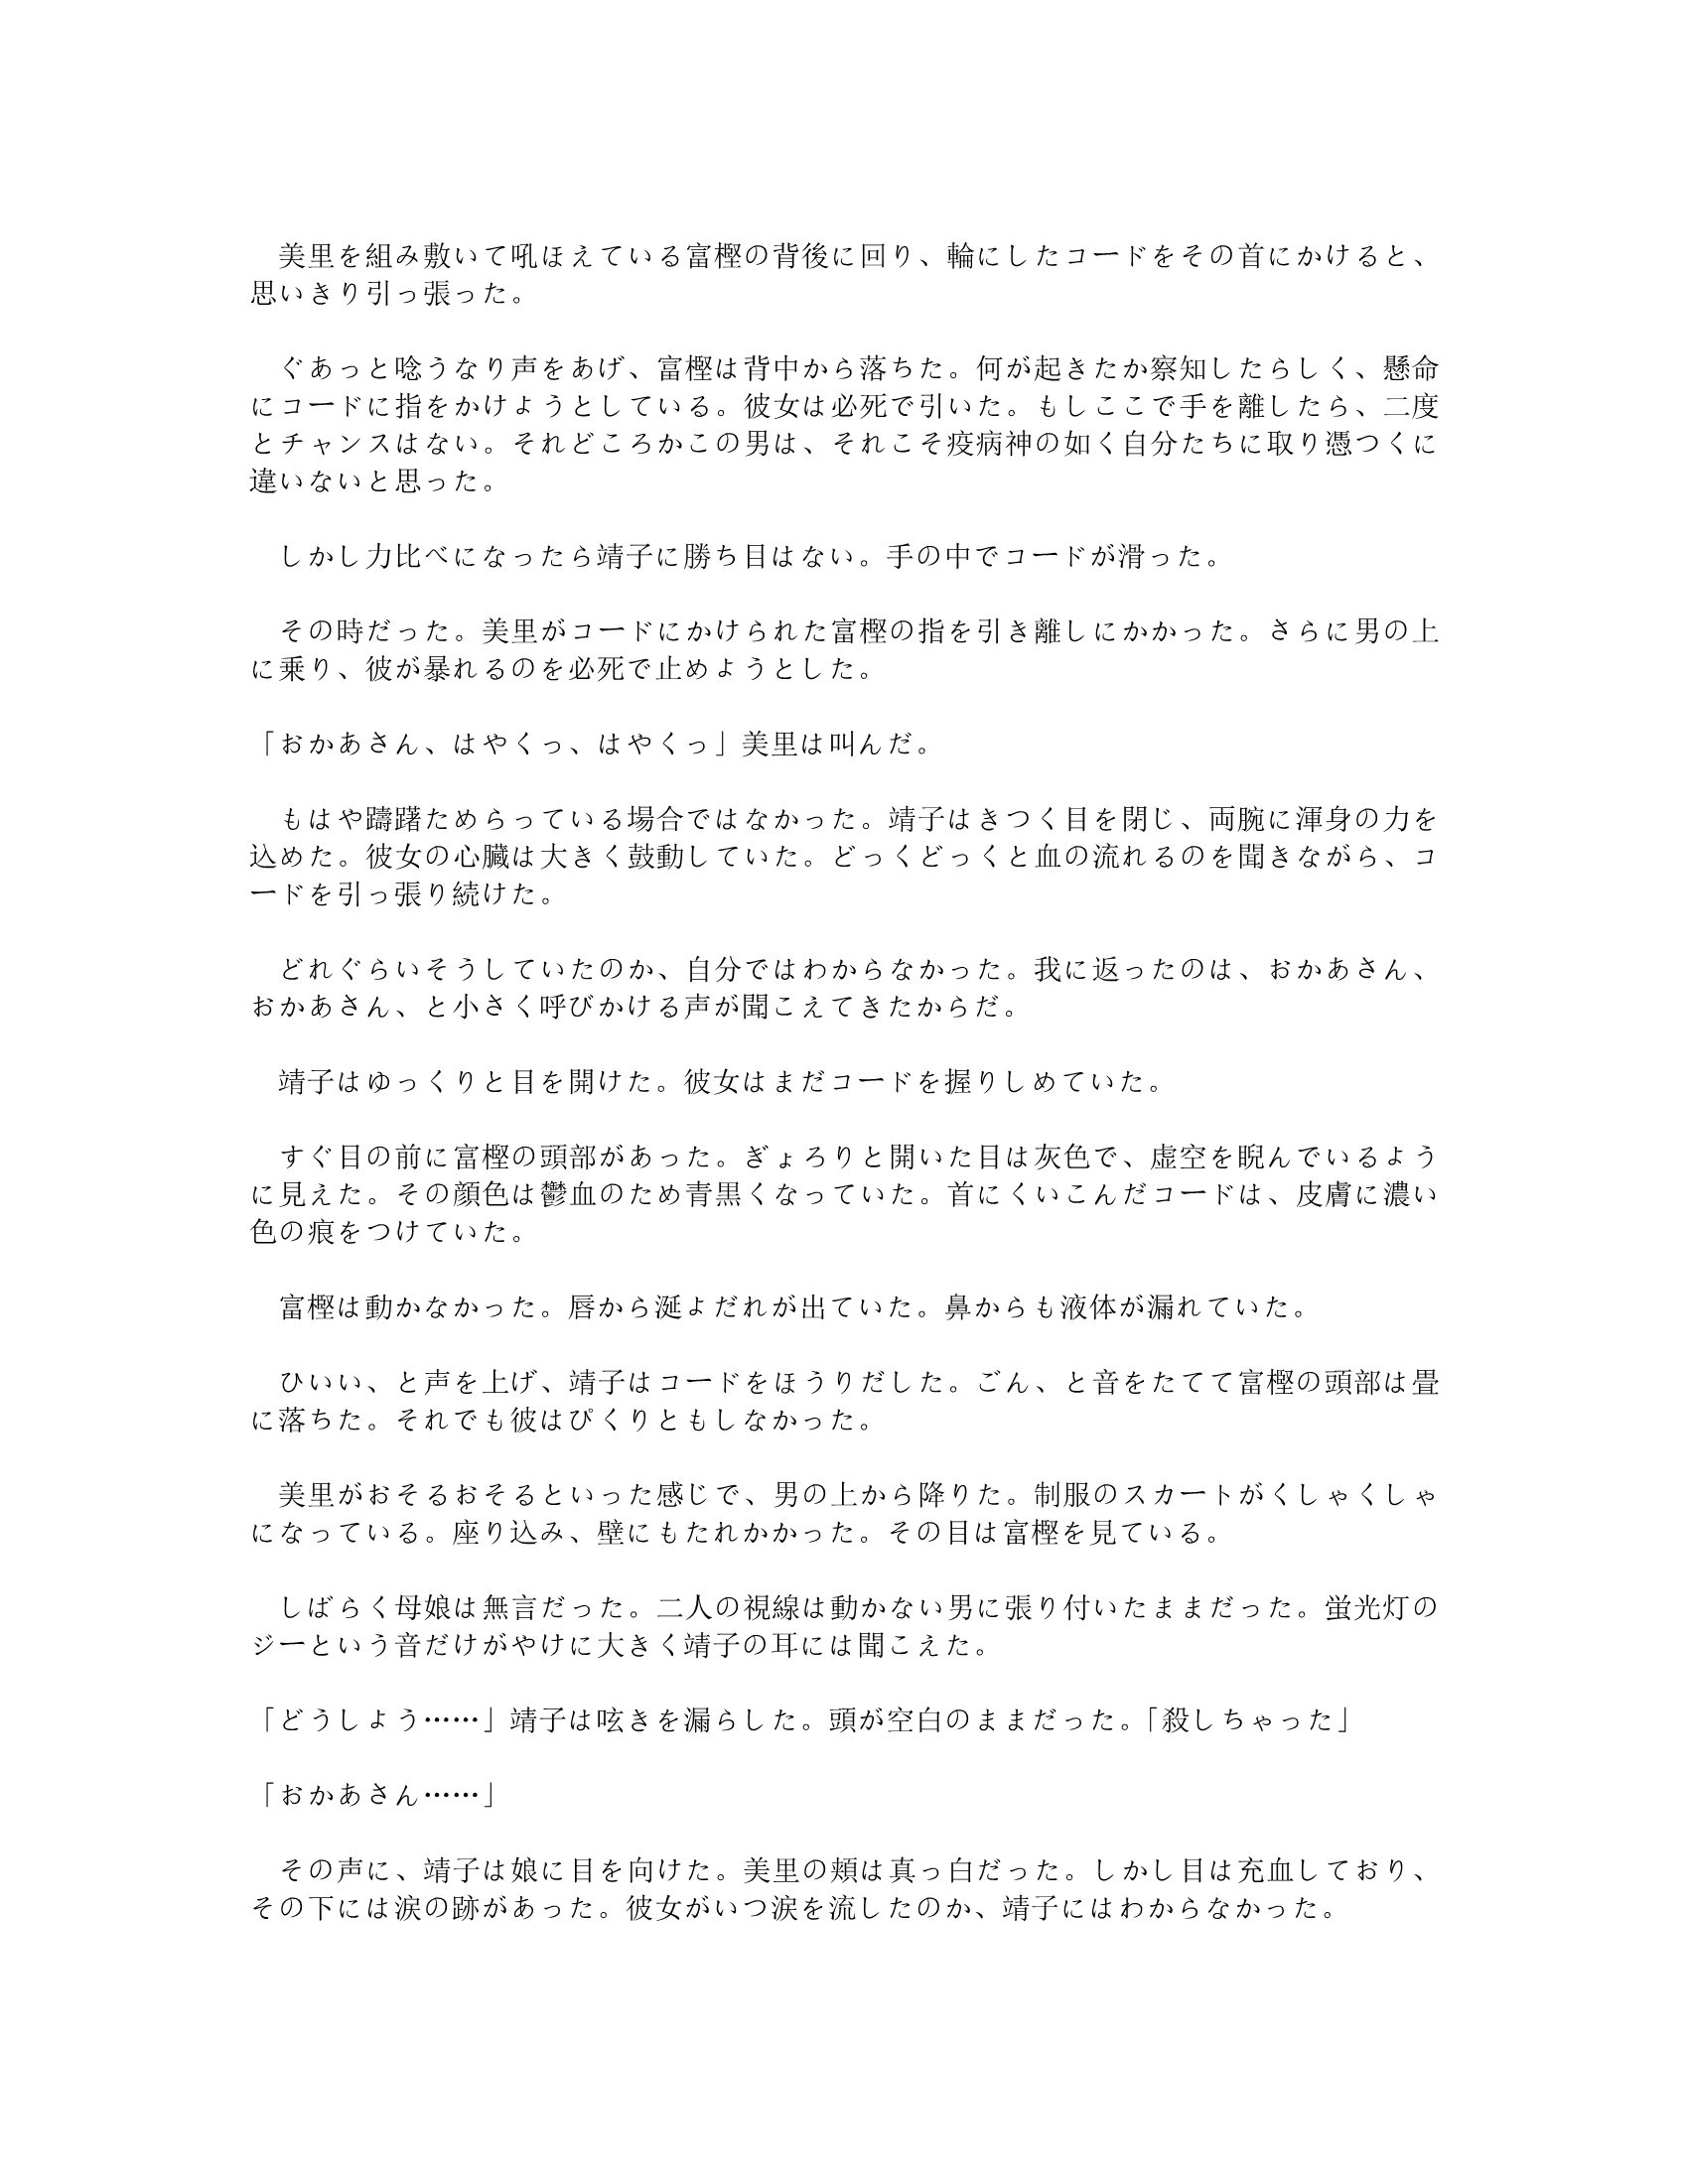 美里を組み敷いて吼ほえている富樫の背後に回り、輪にしたコードをその首にかけると、
思いきり引っ張った。
　ぐあっと唸うなり声をあげ、富樫は背中から落ちた。何が起きたか察知したらしく、懸命
にコードに指をかけようとしている。彼女は必死で引いた。もしここで手を離したら、二度
とチャンスはない。それどころかこの男は、それこそ疫病神の如く自分たちに取り憑つくに
違いないと思った。
　しかし力比べになったら靖子に勝ち目はない。手の中でコードが滑った。
　その時だった。美里がコードにかけられた富樫の指を引き離しにかかった。さらに男の上
に乗り、彼が暴れるのを必死で止めようとした。
「おかあさん、はやくっ、はやくっ」美里は叫んだ。
　もはや躊躇ためらっている場合ではなかった。靖子はきつく目を閉じ、両腕に渾身の力を
込めた。彼女の心臓は大きく鼓動していた。どっくどっくと血の流れるのを聞きながら、コ
ードを引っ張り続けた。
　どれぐらいそうしていたのか、自分ではわからなかった。我に返ったのは、おかあさん、
おかあさん、と小さく呼びかける声が聞こえてきたからだ。
　靖子はゆっくりと目を開けた。彼女はまだコードを握りしめていた。
　すぐ目の前に富樫の頭部があった。ぎょろりと開いた目は灰色で、虚空を睨んでいるよう
に見えた。その顔色は鬱血のため青黒くなっていた。首にくいこんだコードは、皮膚に濃い
色の痕をつけていた。
　富樫は動かなかった。唇から涎よだれが出ていた。鼻からも液体が漏れていた。
　ひいい、と声を上げ、靖子はコードをほうりだした。ごん、と音をたてて富樫の頭部は畳
に落ちた。それでも彼はぴくりともしなかった。
　美里がおそるおそるといった感じで、男の上から降りた。制服のスカートがくしゃくしゃ
になっている。座り込み、壁にもたれかかった。その目は富樫を見ている。
　しばらく母娘は無言だった。二人の視線は動かない男に張り付いたままだった。蛍光灯の
ジーという音だけがやけに大きく靖子の耳には聞こえた。
「どうしよう……」靖子は呟きを漏らした。頭が空白のままだった。「殺しちゃった」
「おかあさん……」
　その声に、靖子は娘に目を向けた。美里の頬は真っ白だった。しかし目は充血しており、
その下には涙の跡があった。彼女がいつ涙を流したのか、靖子にはわからなかった。